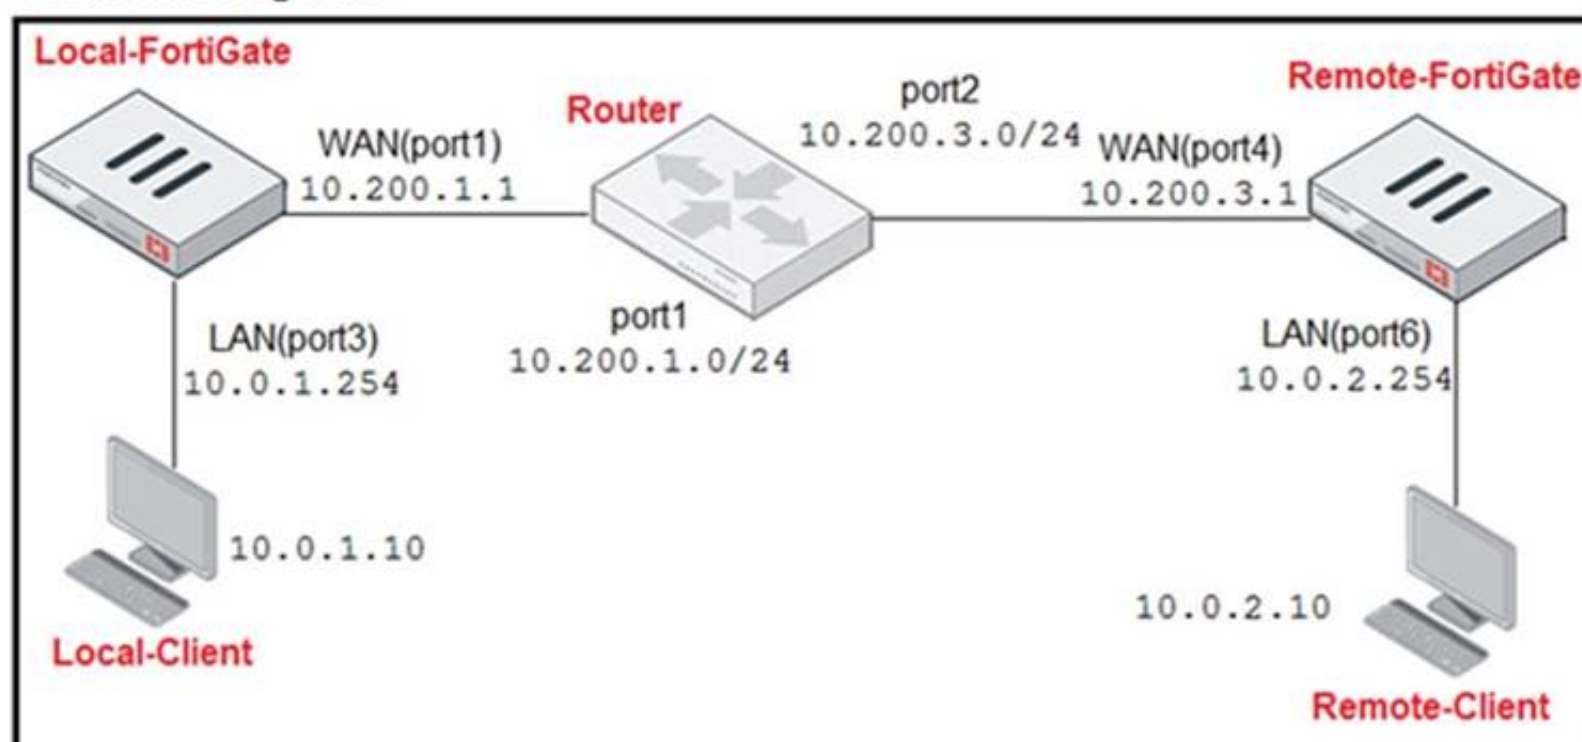 Local-FortiGate
Remote-FortiGate
Router
port2
10.200.3.0/24
WAN(port1)
10.200.1.1
WAN(port4)
10.200.3.1
port1
10.200.1.0/24
LAN(port3)
10.0.1.254
LAN(port6)
10.0.2.254
10.0.1.10
10.0.2.10
Local-Client
Remote-Client